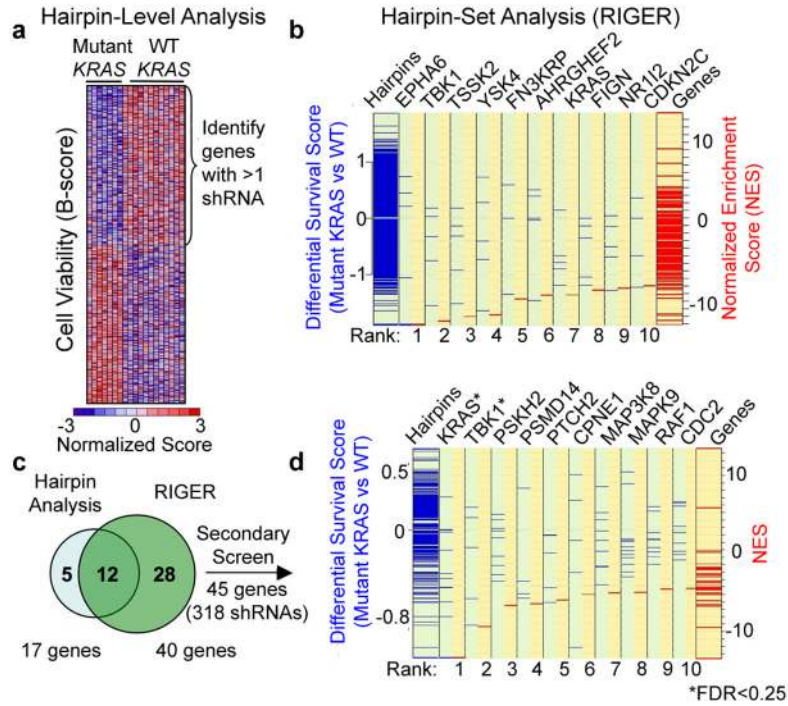 Hairpin-Level Analysis
a
Mutant WT
KRAS KRAS
Cell Viability (B-score)
Identify
genes
with >1
shRNA
-3 0 3
Normalized Score
Hairpin-Set Analysis (RIGER)
b
Hairpins EPHA6 TBK1 TSSK2 YSK4 FN3KRP AHRGHEF2 KRAS FIGN NR1I2 CDKN2C Genes
Differential Survival Score
(Mutant KRAS vs WT)
1
0
-1
10
0
-10
Normalized Enrichment
Score (NES)
Rank: 1 2 3 4 5 6 7 8 9 10
c
Hairpin
Analysis
RIGER
5 12 28
17 genes 40 genes
Secondary
Screen
45 genes
(318 shRNAs)
d
Hairpins KRAS* TBK1* PSKH2 PSMD14 PTCH2 CPNE1 MAP3K8 MAPK9 RAF1 CDC2 Genes
Differential Survival Score
(Mutant KRAS vs WT)
0.5
0
-0.8
10
0
-10
NES
Rank: 1 2 3 4 5 6 7 8 9 10
*FDR<0.25